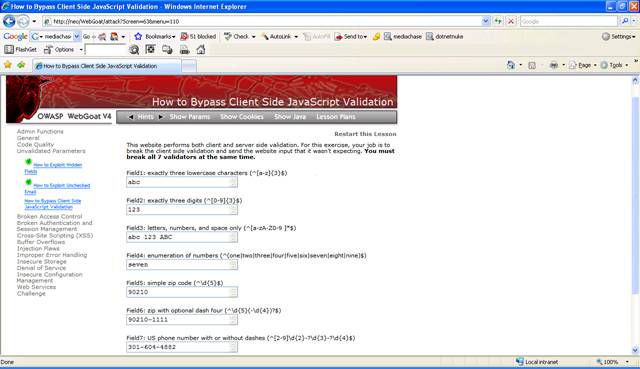 How to Bypass Client Side JavaScript Validation - Windows Internet Explorer
http://neo/WebGoat/attack?Screen=63&menu=110
Google
Google mediachase Go Bookmarks 51 blocked Check AutoLink AutoFill Send to mediachase dotnetnuke Settings
FlashGet Options
How to Bypass Client Side JavaScript Validation Page Tools
How to Bypass Client Side JavaScript Validation
OWASP WebGoat V4 Hints Show Params Show Cookies Show Java Lesson Plans
Restart this Lesson
Admin Functions
General
Code Quality
Unvalidated Parameters
How to Exploit Hidden
Fields
How to Exploit Unchecked
Email
How to Bypass Client Side
JavaScript Validation
Broken Access Control
Broken Authentication and
Session Management
Cross-Site Scripting (XSS)
Buffer Overflows
Injection Flaws
Improper Error Handling
Insecure Storage
Denial of Service
Insecure Configuration
Management
Web Services
Challenge
This website performs both client and server side validation. For this exercise, your job is to
break the client side validation and send the website input that it wasn't expecting. You must
break all 7 validators at the same time.
Field1: exactly three lowercase characters (^[a-z]{3}$)
abc
Field2: exactly three digits (^[0-9]{3}$)
123
Field3: letters, numbers, and space only (^[a-zA-Z0-9 ]*$)
abc 123 ABC
Field4: enumeration of numbers (^(one|two|three|four|five|six|seven|eight|nine)$
seven
Field5: simple zip code (^\d{5}$)
90210
Field6: zip with optional dash four (^\d{5}(-\d{4})?$)
90210-1111
Field7: US phone number with or without dashes (^[2-9]\d{2}-?\d{3}-?\d{4}$)
301-604-4882
Done
Local intranet
100%